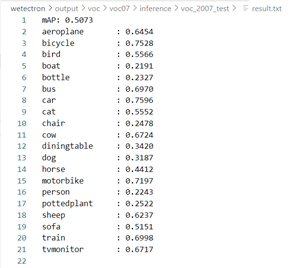 wetectron > output > voc > voc07 > inference > voc_2007_test > result.txt
1 mAP: 0.5073
2 aeroplane : 0.6454
3 bicycle : 0.7528
4 bird : 0.5566
5 boat : 0.2191
6 bottle : 0.2327
7 bus : 0.6970
8 car : 0.7596
9 cat : 0.5552
10 chair : 0.2478
11 cow : 0.6724
12 diningtable : 0.3420
13 dog : 0.3187
14 horse : 0.4412
15 motorbike : 0.7197
16 person : 0.2243
17 pottedplant : 0.2522
18 sheep : 0.6237
19 sofa : 0.5151
20 train : 0.6998
21 tvmonitor : 0.6717
22